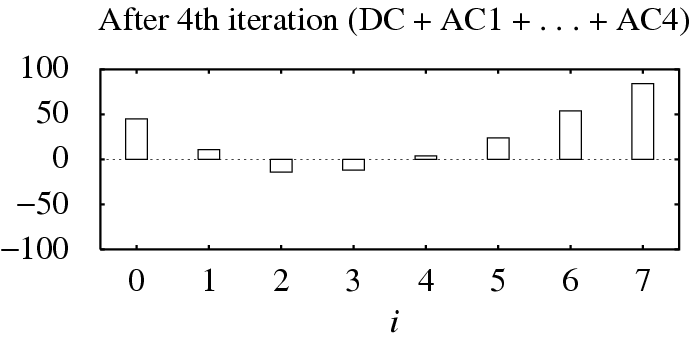 After 4th iteration (DC + AC1 + . . . + AC4)
100
50
0
−50
−100
0 1 2 3 4 5 6 7
i